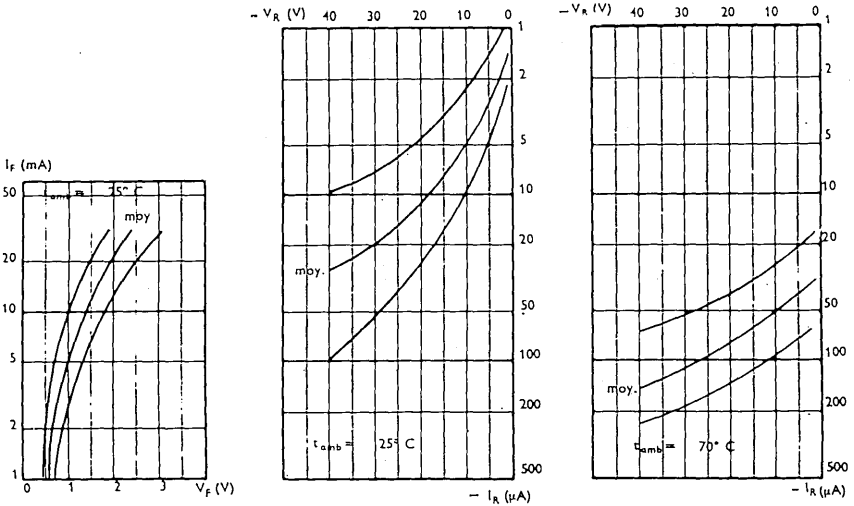 I_F (mA)
t_amb = 25° C
moy
50
20
10
5
2
1
0 1 2 3
V_F (V)
- V_R (V) 40 30 20 10 0
1
2
5
10
20
50
100
200
500
moy.
t_amb = 25° C
- I_R (µA)
- V_R (V) 40 30 20 10 0
1
2
5
10
20
50
100
200
500
moy.
t_amb = 70° C
- I_R (µA)